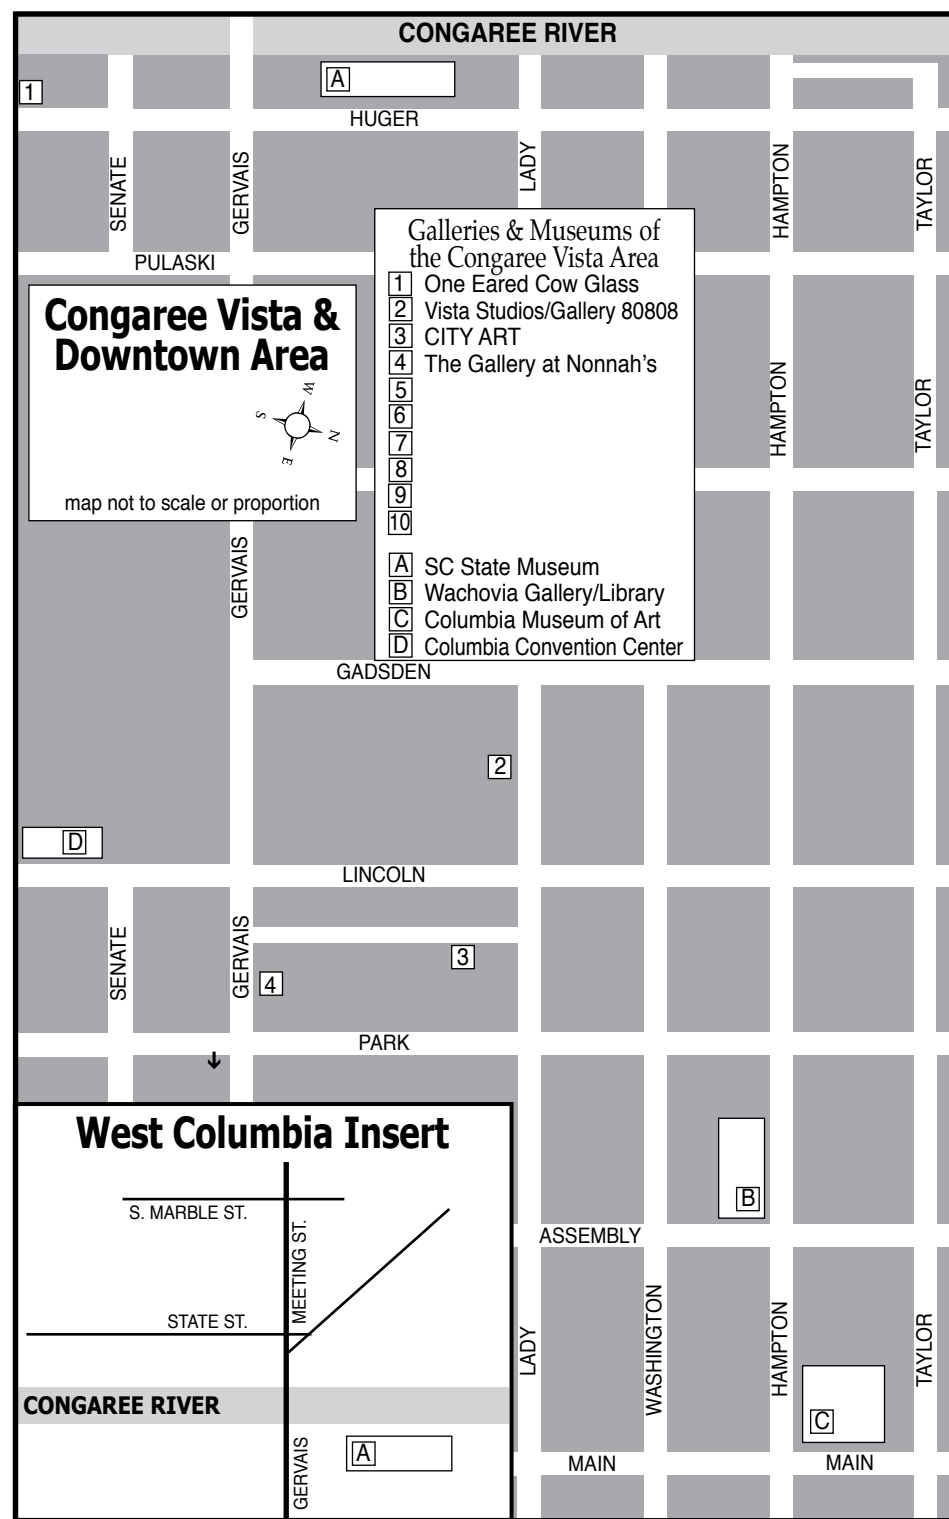 CONGAREE RIVER
1
A
HUGER
SENATE
GERVAIS
LADY
HAMPTON
TAYLOR
PULASKI
Galleries & Museums of
the Congaree Vista Area
1 One Eared Cow Glass
2 Vista Studios/Gallery 80808
3 CITY ART
4 The Gallery at Nonnah's
5
6
7
8
9
10
A SC State Museum
B Wachovia Gallery/Library
C Columbia Museum of Art
D Columbia Convention Center
Congaree Vista &
Downtown Area
W
S
N
E
map not to scale or proportion
HAMPTON
TAYLOR
GERVAIS
GADSDEN
2
D
LINCOLN
SENATE
GERVAIS
3
4
PARK
West Columbia Insert
S. MARBLE ST.
MEETING ST.
STATE ST.
CONGAREE RIVER
GERVAIS
A
B
ASSEMBLY
LADY
WASHINGTON
HAMPTON
TAYLOR
C
MAIN
MAIN